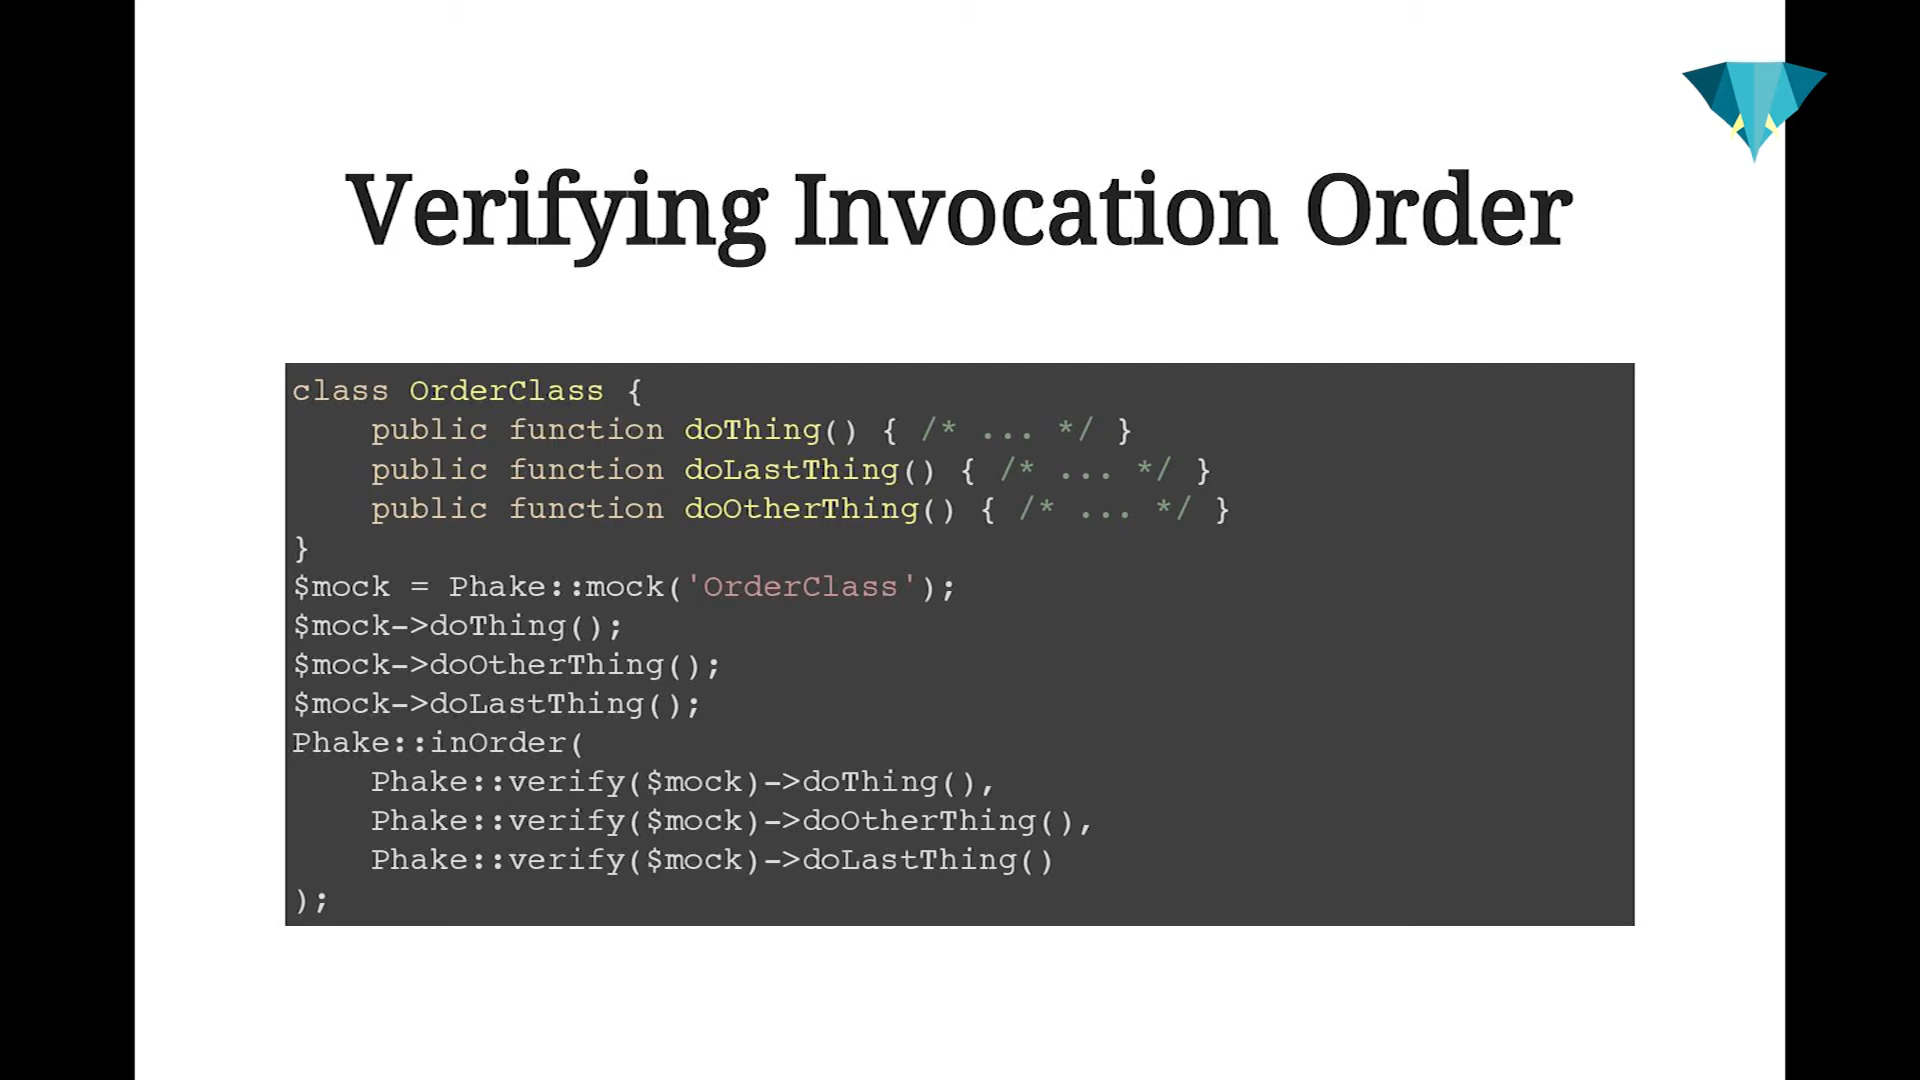 Verifying Invocation Order
class OrderClass {
    public function doThing() { /* ... */ }
    public function doLastThing() { /* ... */ }
    public function doOtherThing() { /* ... */ }
}
$mock = Phake::mock('OrderClass');
$mock->doThing();
$mock->doOtherThing();
$mock->doLastThing();
Phake::inOrder(
    Phake::verify($mock)->doThing(),
    Phake::verify($mock)->doOtherThing(),
    Phake::verify($mock)->doLastThing()
);